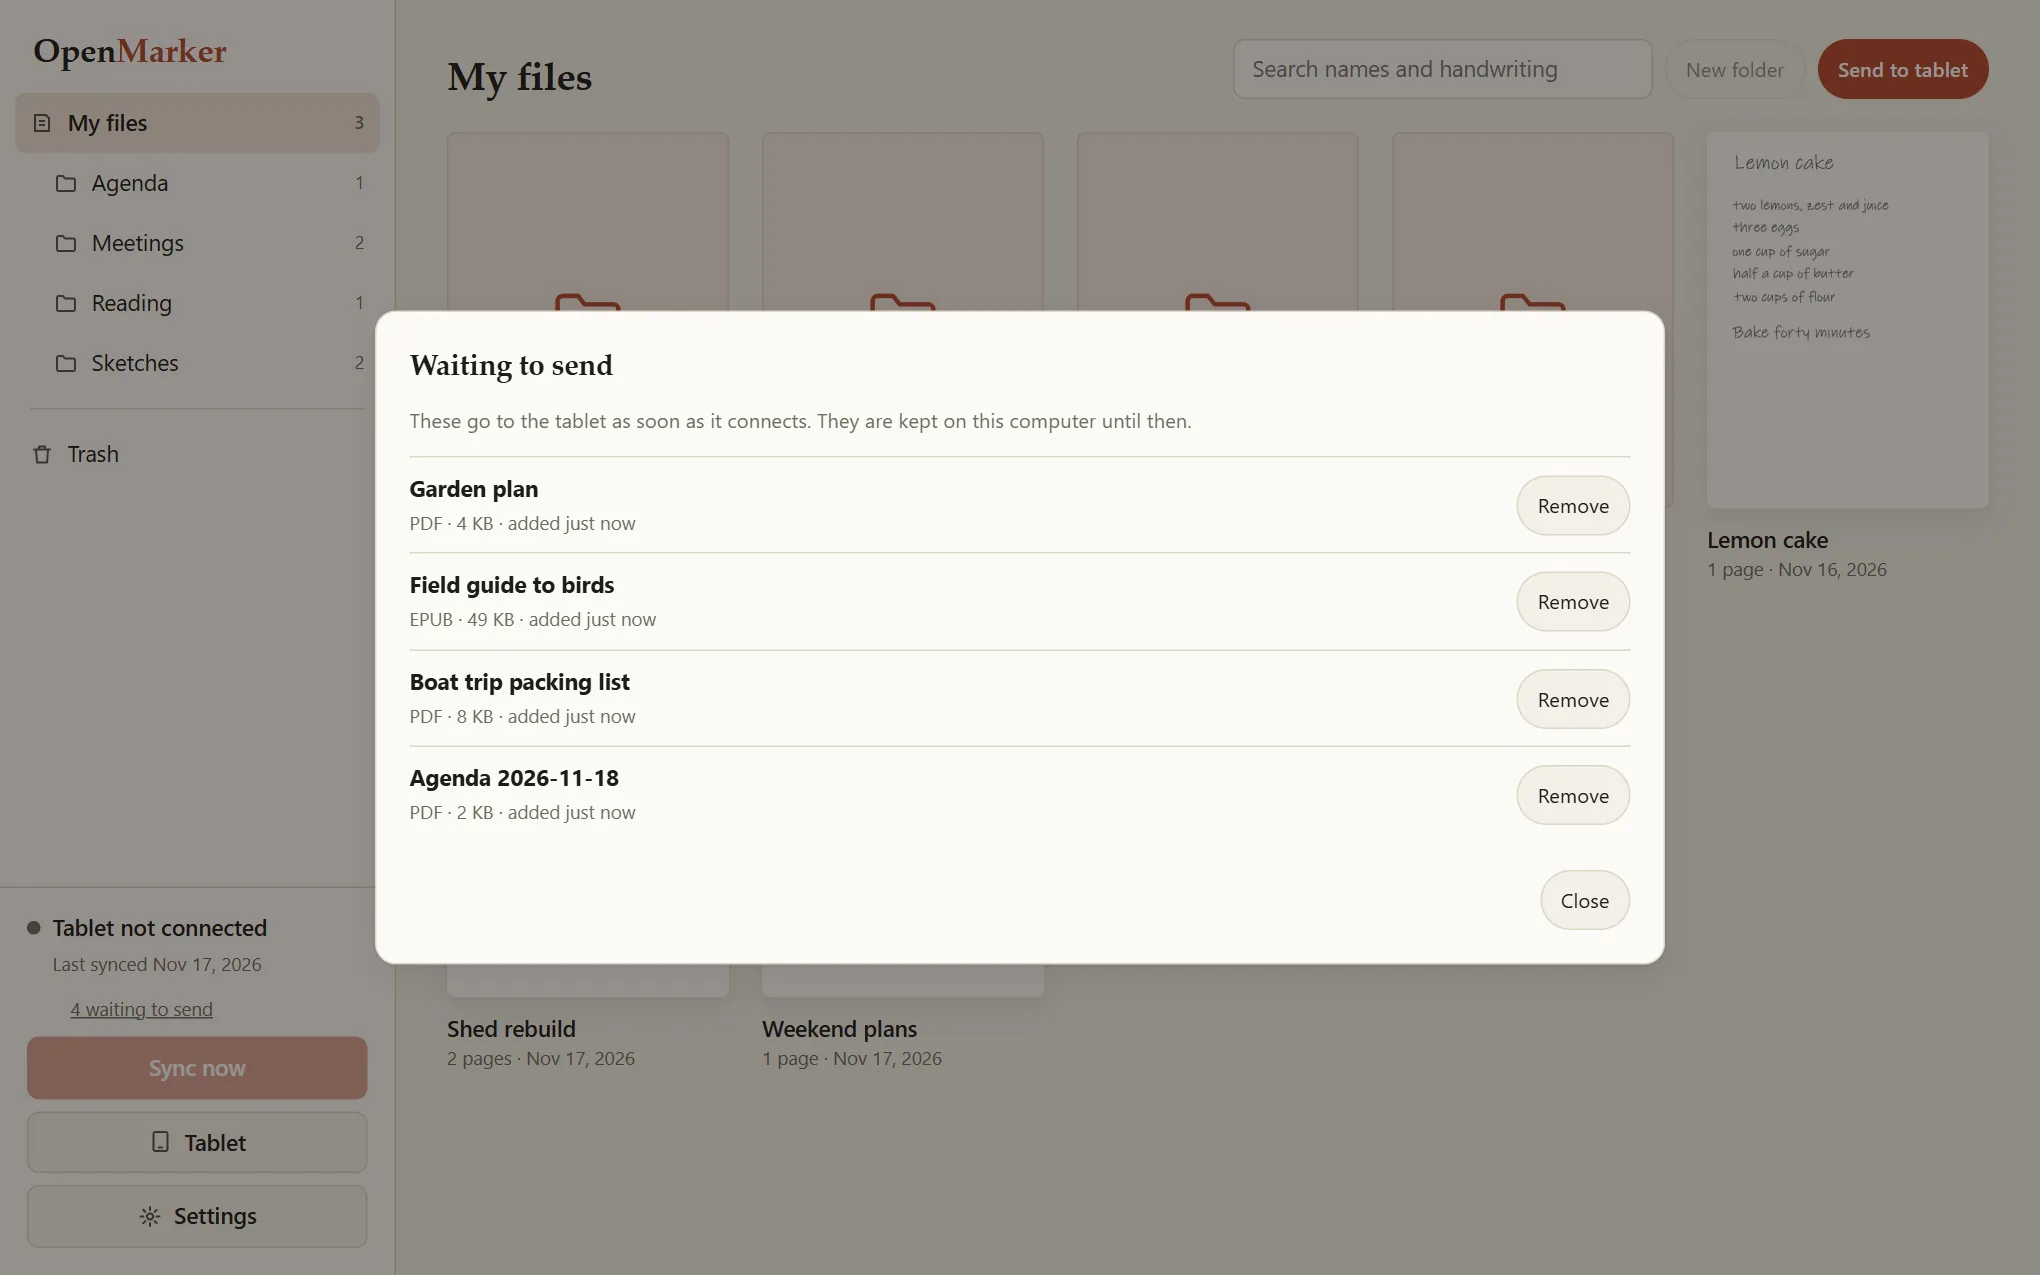 OpenMarker
My files 3
Agenda 1
Meetings 2
Reading 1
Sketches 2
Trash
Tablet not connected
Last synced Nov 17, 2026
4 waiting to send
Sync now
Tablet
Settings
My files
Search names and handwriting
New folder
Send to tablet
Lemon cake
two lemons, zest and juice
three eggs
one cup of sugar
half a cup of butter
two cups of flour
Bake forty minutes
Lemon cake
1 page · Nov 16, 2026
Waiting to send
These go to the tablet as soon as it connects. They are kept on this computer until then.
Garden plan
PDF · 4 KB · added just now
Remove
Field guide to birds
EPUB · 49 KB · added just now
Remove
Boat trip packing list
PDF · 8 KB · added just now
Remove
Agenda 2026-11-18
PDF · 2 KB · added just now
Remove
Close
Shed rebuild
2 pages · Nov 17, 2026
Weekend plans
1 page · Nov 17, 2026